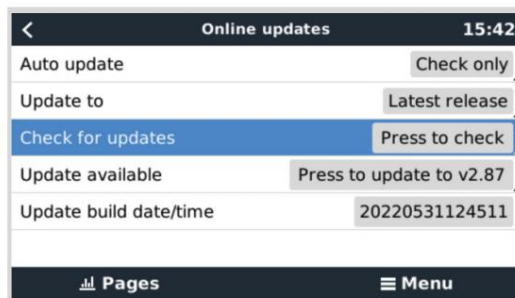 Online updates 15:42
Auto update Check only
Update to Latest release
Check for updates Press to check
Update available Press to update to v2.87
Update build date/time 20220531124511
Pages Menu